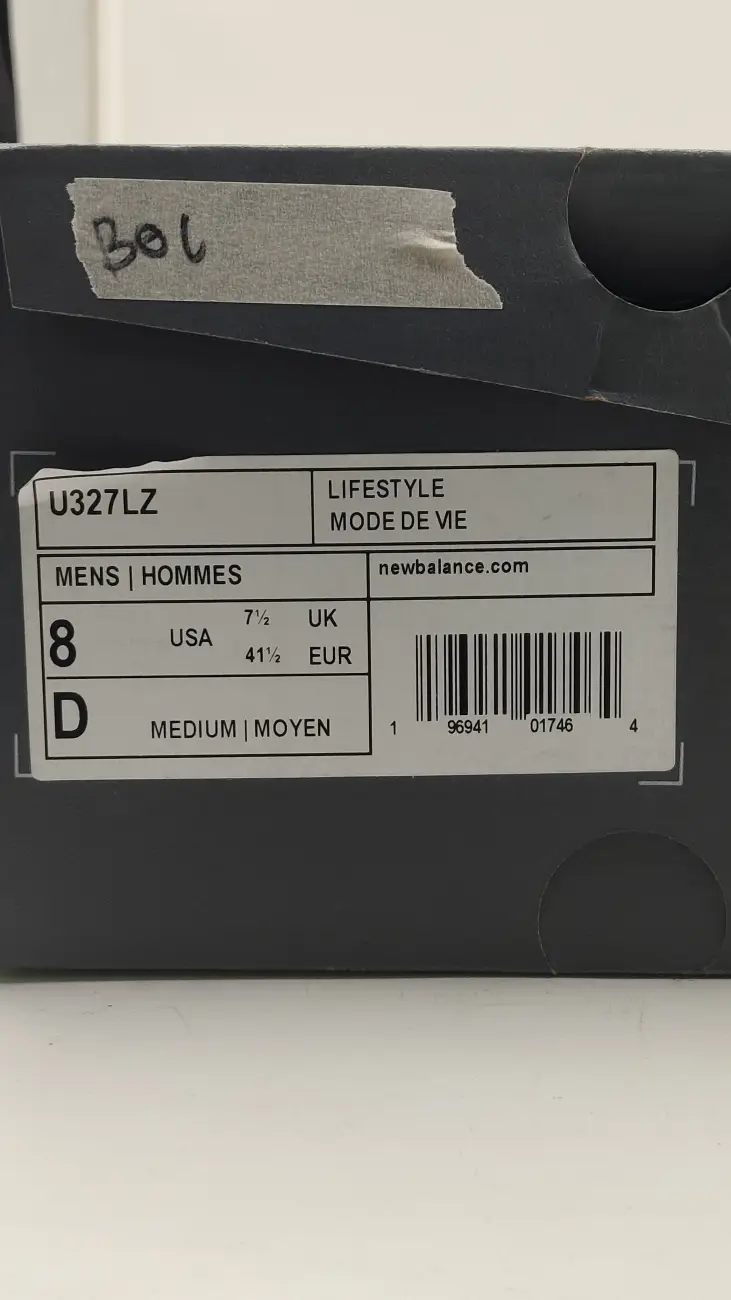 U327LZ
LIFESTYLE
MODE DE VIE
MENS | HOMMES
newbalance.com
8 USA 7½ UK
41½ EUR
D MEDIUM | MOYEN
1 96941 01746 4